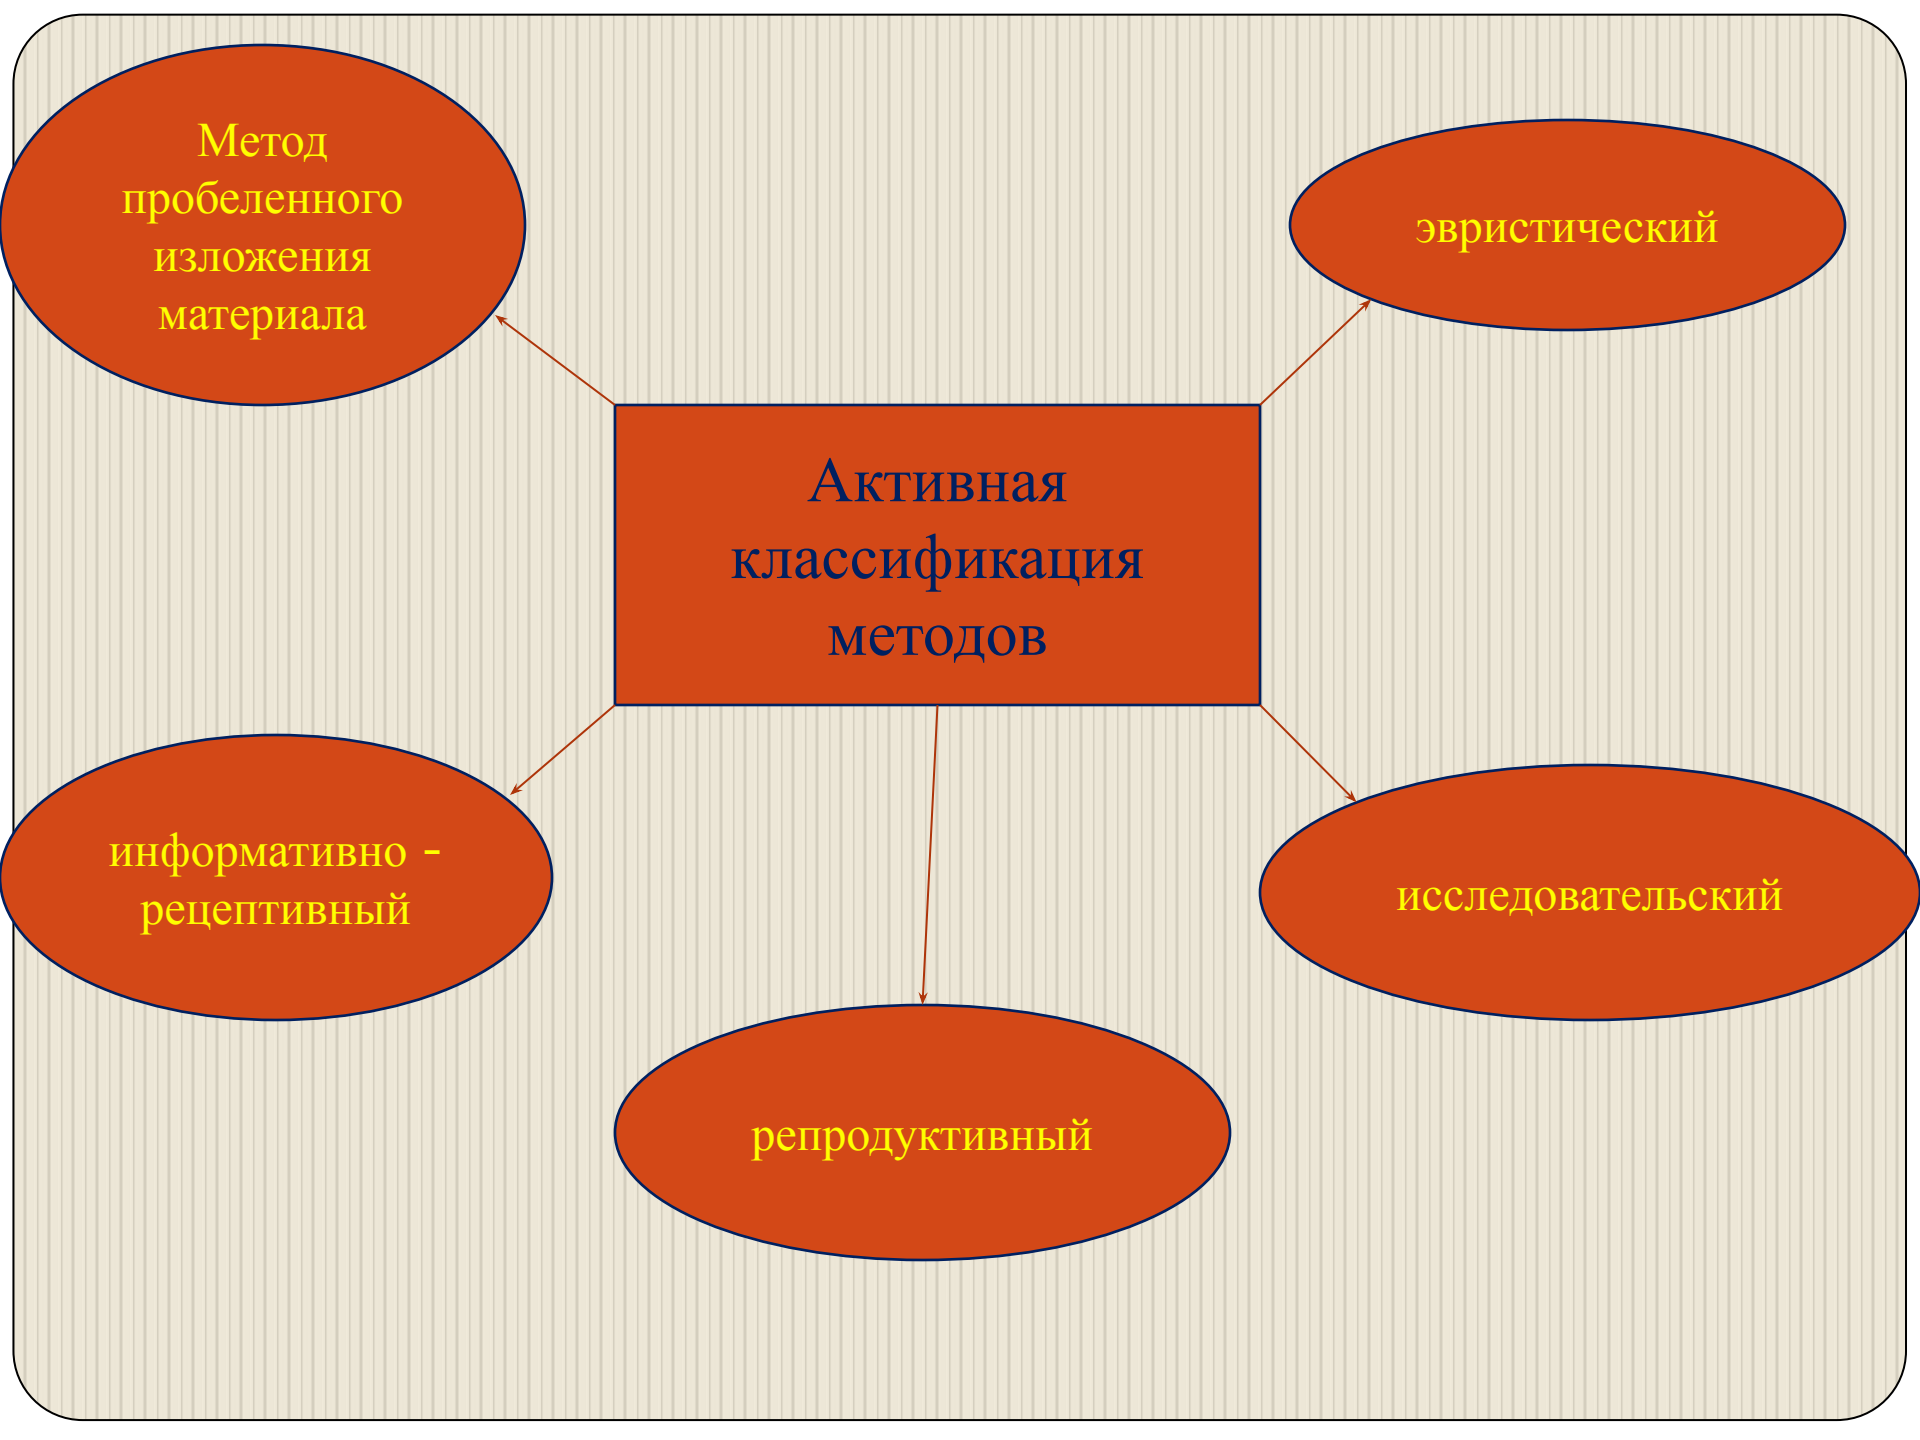 Метод
пробеленного
изложения
материала
эвристический
Активная
классификация
методов
информативно -
рецептивный
исследовательский
репродуктивный